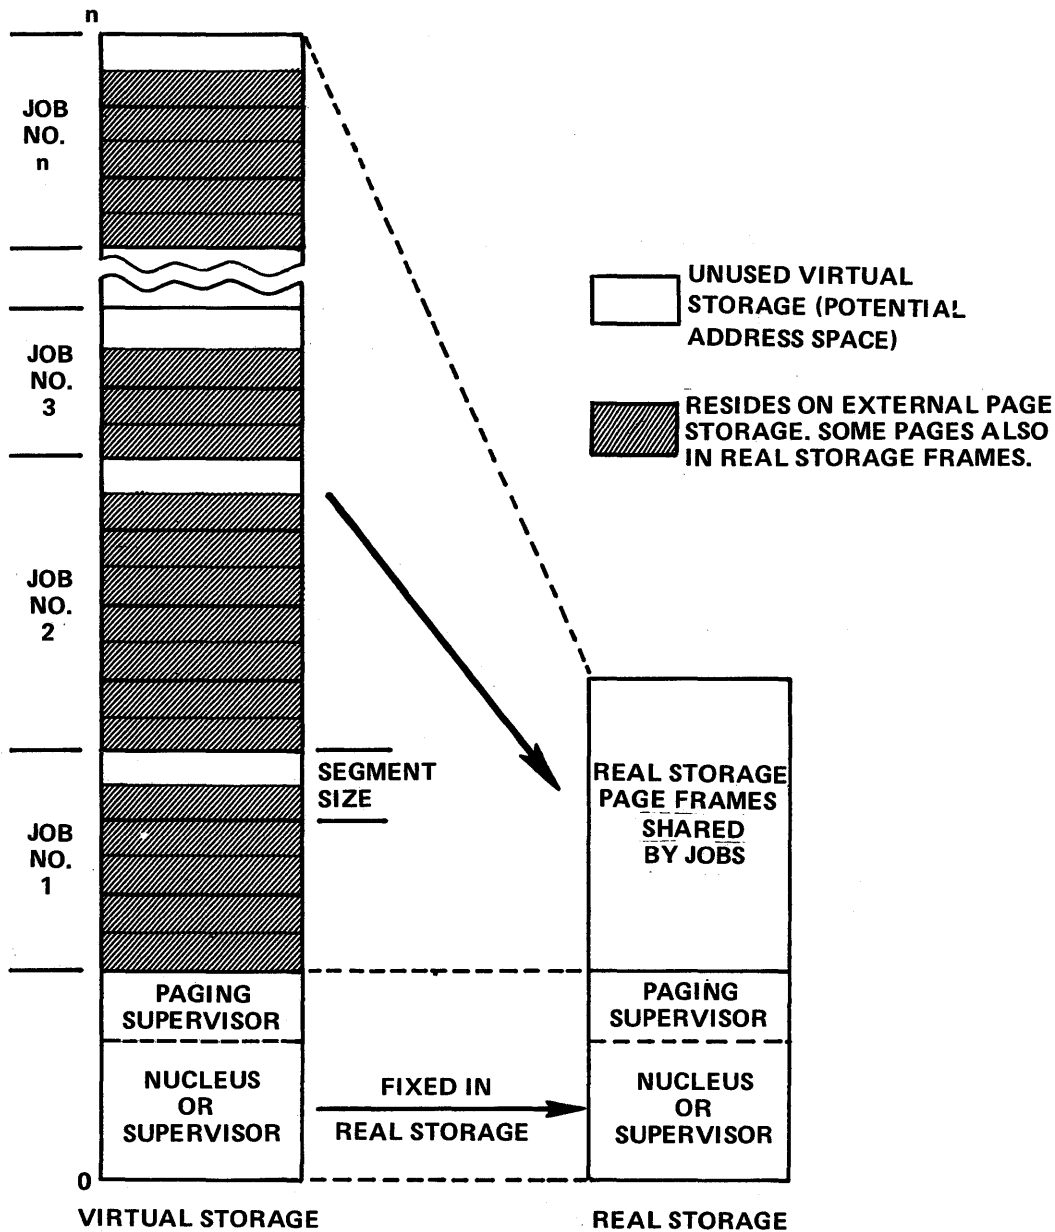 n
JOB
NO.
n
JOB
NO.
3
JOB
NO.
2
JOB
NO.
1
UNUSED VIRTUAL
STORAGE (POTENTIAL
ADDRESS SPACE)
RESIDES ON EXTERNAL PAGE
STORAGE. SOME PAGES ALSO
IN REAL STORAGE FRAMES.
SEGMENT
SIZE
REAL STORAGE
PAGE FRAMES
SHARED
BY JOBS
PAGING
SUPERVISOR
PAGING
SUPERVISOR
NUCLEUS
OR
SUPERVISOR
FIXED IN
REAL STORAGE
NUCLEUS
OR
SUPERVISOR
0
VIRTUAL STORAGE
REAL STORAGE